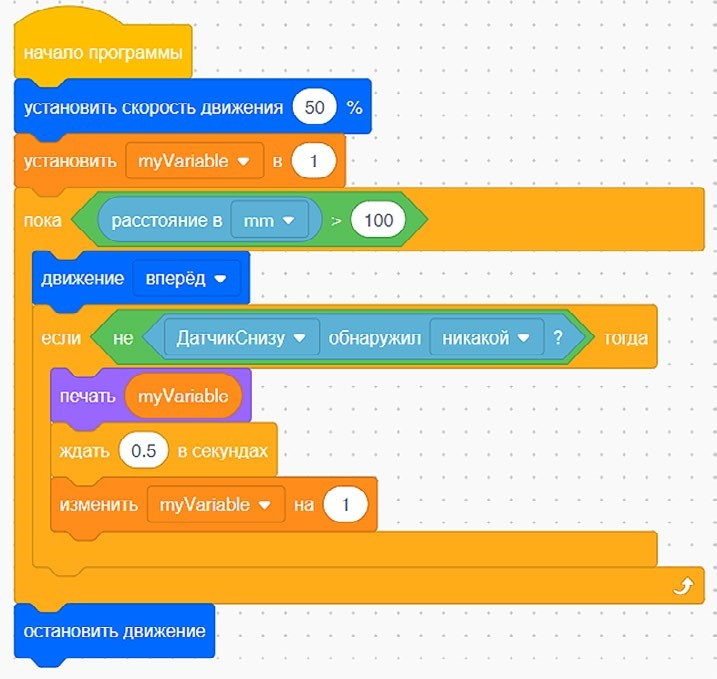 начало программы
установить скорость движения 50 %
установить myVariable в 1
пока расстояние в mm > 100
движение вперёд
если не ДатчикСнизу обнаружил никакой ? тогда
печать myVariable
ждать 0.5 в секундах
изменить myVariable на 1
остановить движение